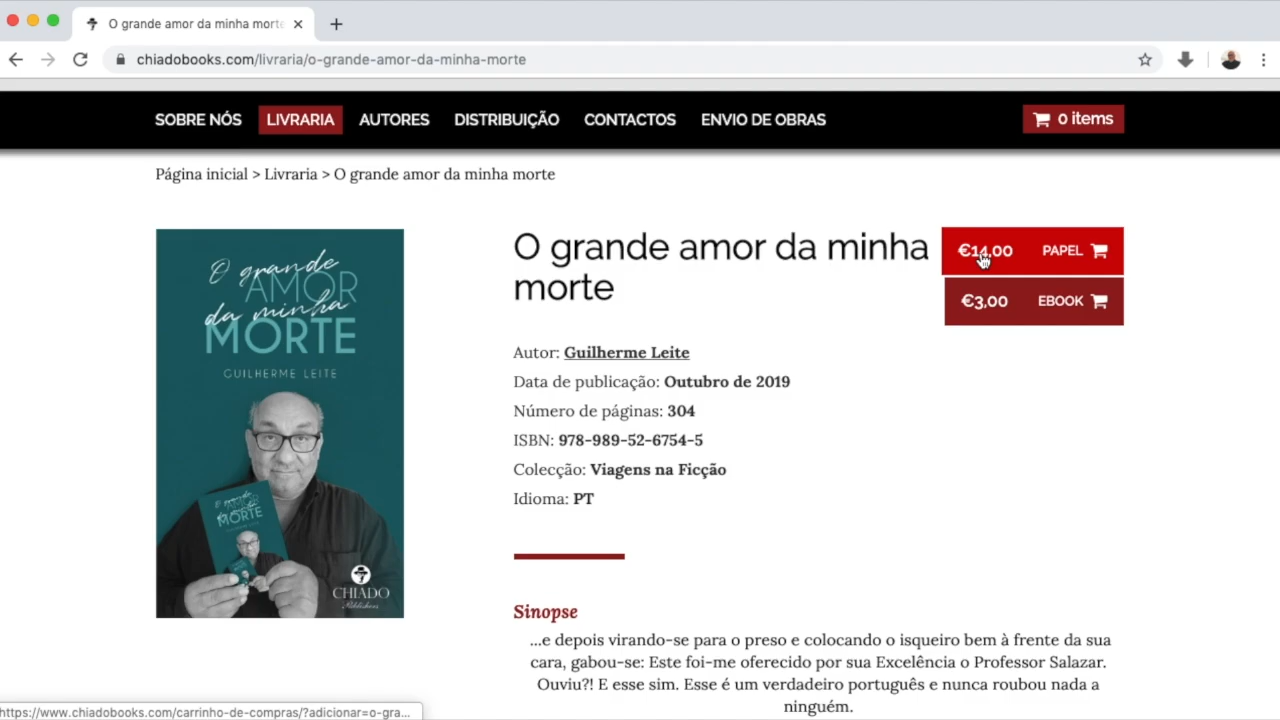 O grande amor da minha morte
chiadobooks.com/livraria/o-grande-amor-da-minha-morte
SOBRE NÓS LIVRARIA AUTORES DISTRIBUIÇÃO CONTACTOS ENVIO DE OBRAS 0 items
Página inicial > Livraria > O grande amor da minha morte
O grande
AMOR
da minha
MORTE
GUILHERME LEITE
O grande
AMOR
da minha
MORTE
CHIADO
Publishers
O grande amor da minha
morte
€14,00 PAPEL
€3,00 EBOOK
Autor: Guilherme Leite
Data de publicação: Outubro de 2019
Número de páginas: 304
ISBN: 978-989-52-6754-5
Colecção: Viagens na Ficção
Idioma: PT
Sinopse
...e depois virando-se para o preso e colocando o isqueiro bem à frente da sua
cara, gabou-se: Este foi-me oferecido por sua Excelência o Professor Salazar.
Ouviu?! E esse sim. Esse é um verdadeiro português e nunca roubou nada a
ninguém.
https://www.chiadobooks.com/carrinho-de-compras/?adicionar=o-gra...